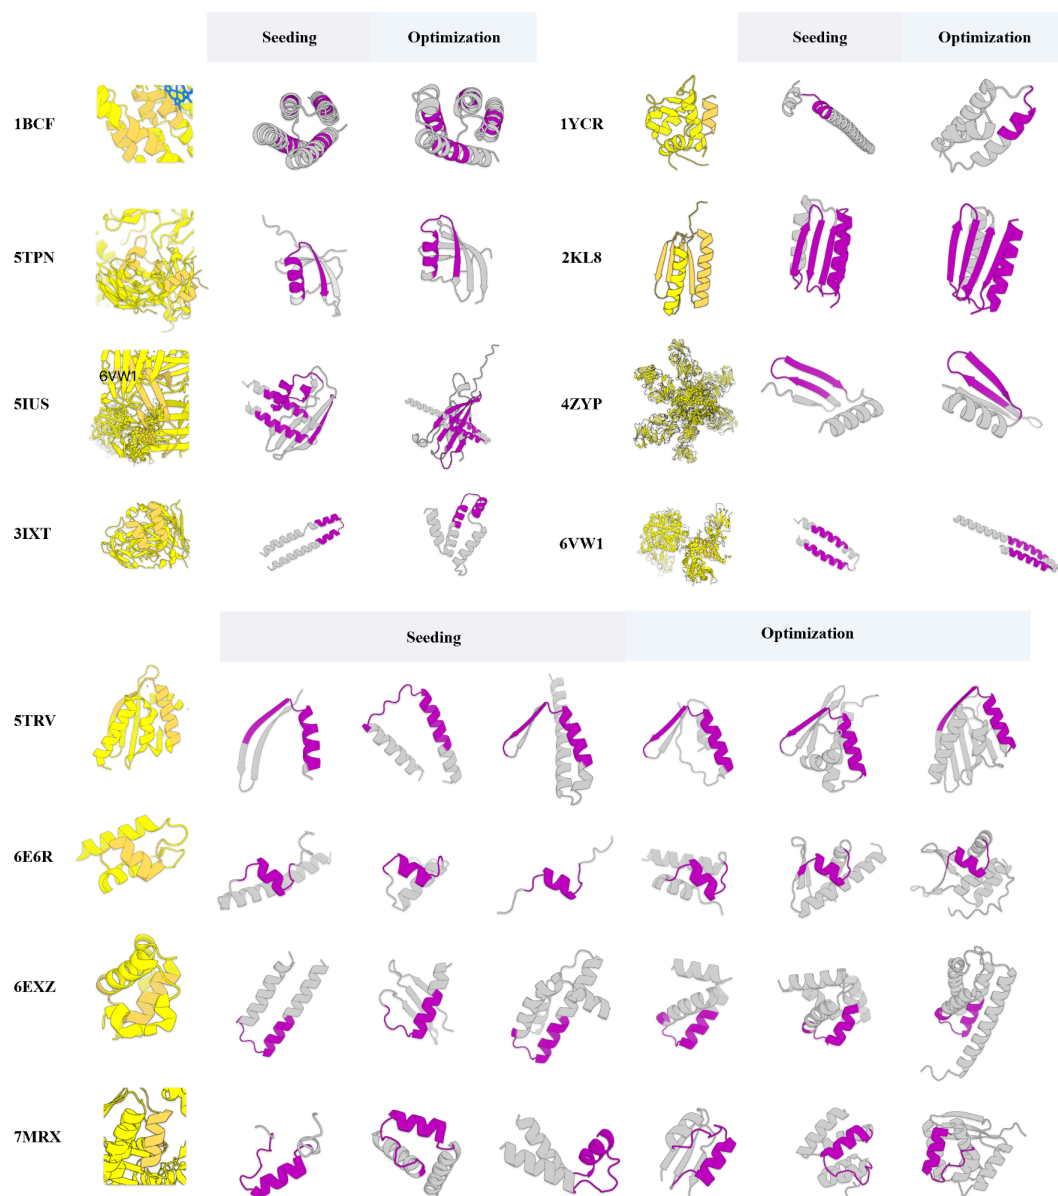 Seeding Optimization Seeding Optimization
1BCF 1YCR
5TPN 2KL8
6VW1
5IUS 4ZYP
3IXT 6VW1
Seeding Optimization
5TRV
6E6R
6EXZ
7MRX